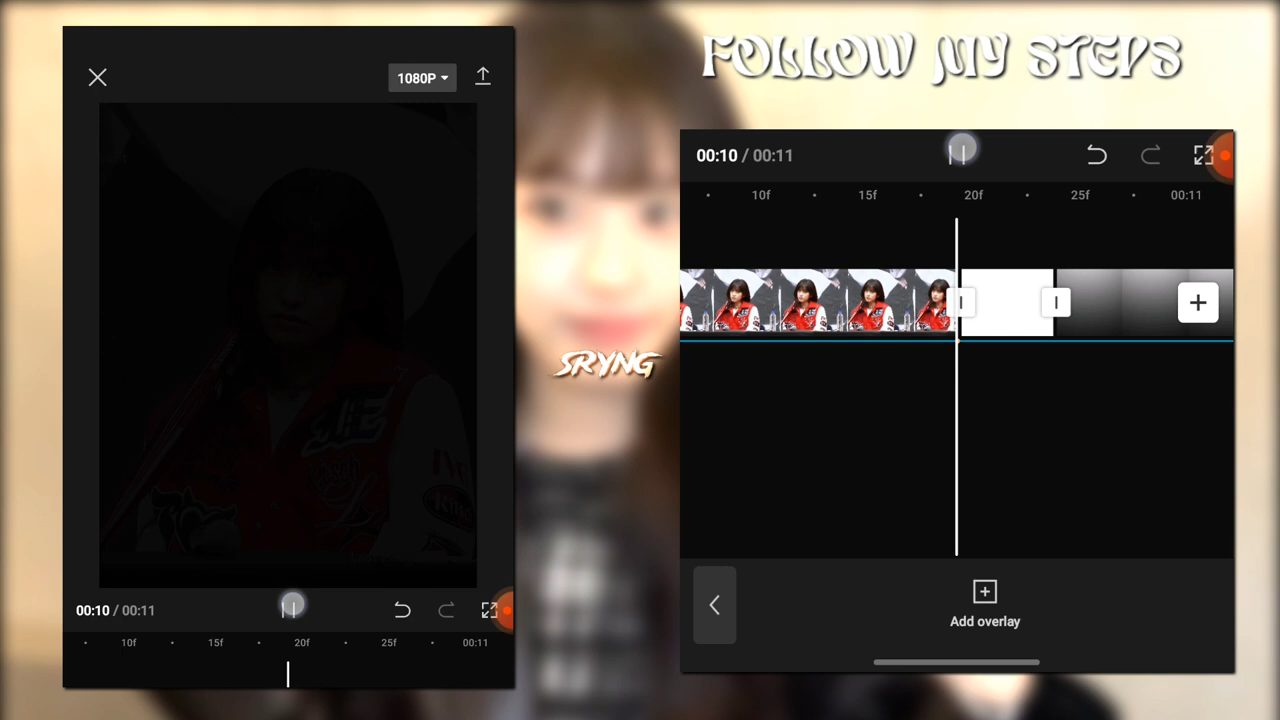 FOLLOW MY STEPS
1080P
00:10 / 00:11
10f
15f
20f
25f
00:11
SRYNG
00:10 / 00:11
10f
15f
20f
25f
00:11
Add overlay